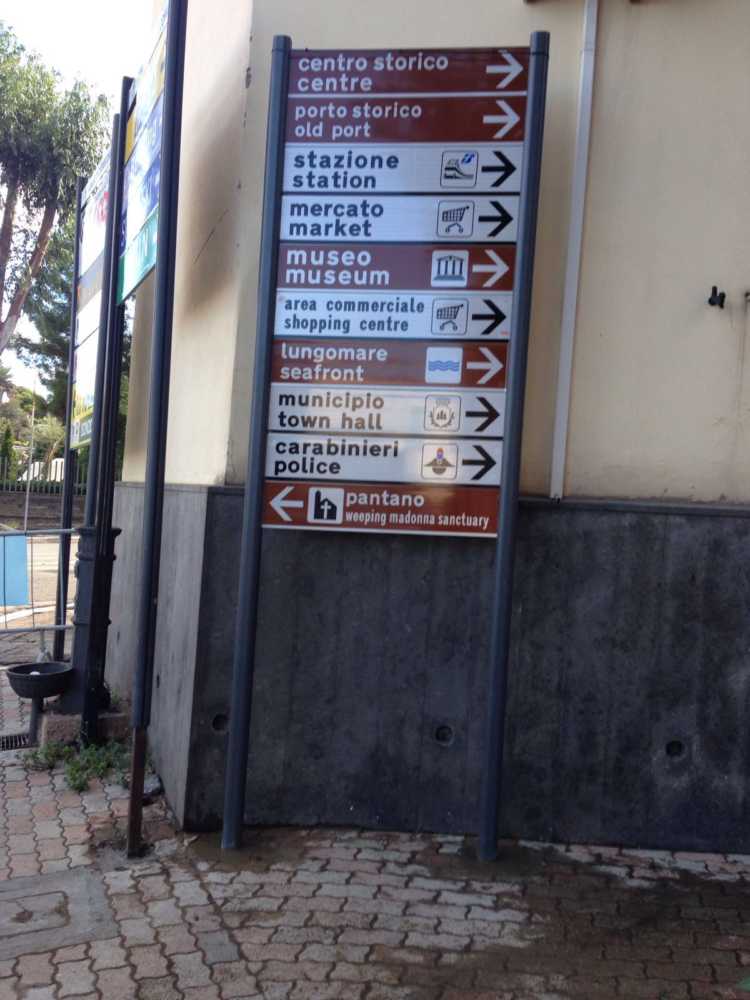 centro storico
centre
porto storico
old port
stazione
station
mercato
market
museo
museum
area commerciale
shopping centre
lungomare
seafront
municipio
town hall
carabinieri
police
pantano
weeping madonna sanctuary